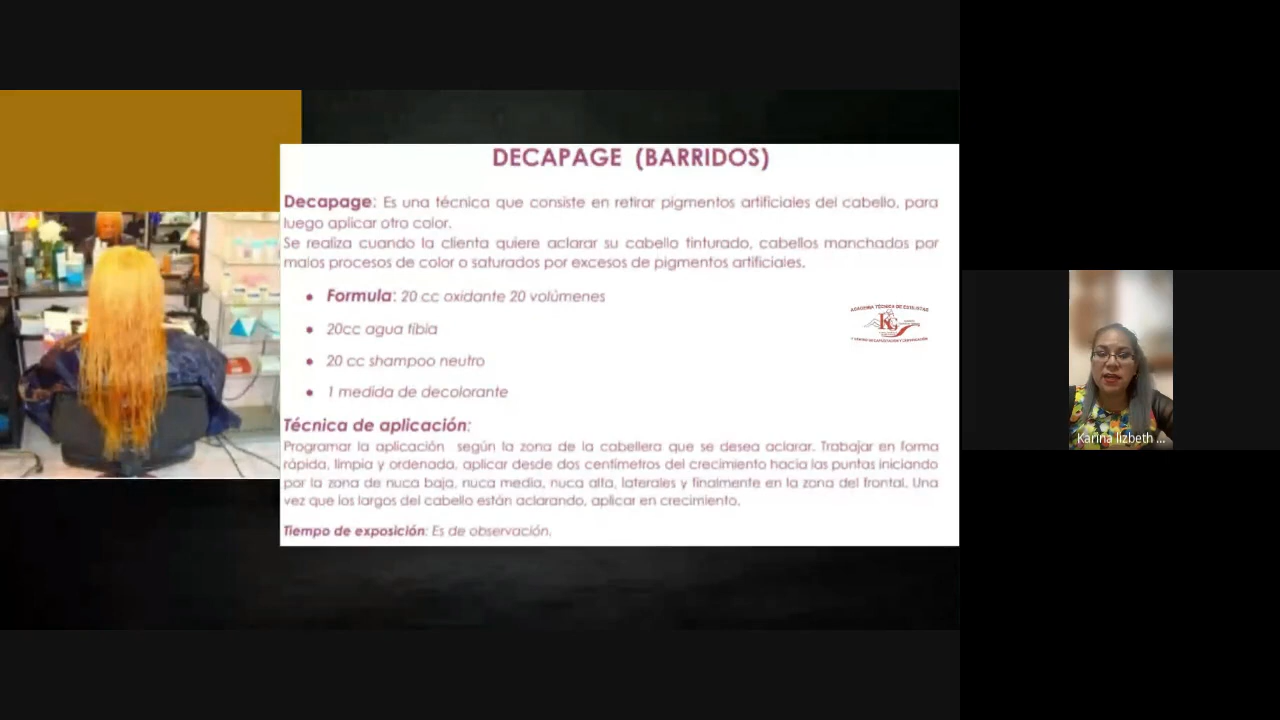 DECAPAGE (BARRIDOS)
Decapage: Es una técnica que consiste en retirar pigmentos artificiales del cabello, para
luego aplicar otro color.
Se realiza cuando la clienta quiere aclarar su cabello tinturado, cabellos manchados por
malos procesos de color o saturados por excesos de pigmentos artificiales.
• Formula: 20 cc oxidante 20 volúmenes
• 20cc agua tibia
• 20 cc shampoo neutro
• 1 medida de decolorante
ACADEMIA TÉCNICA DE ESTILISTAS
KG
Técnica de aplicación:
Programar la aplicación según la zona de la cabellera que se desea aclarar. Trabajar en forma
rápida, limpia y ordenada, aplicar desde dos centímetros del crecimiento hacia las puntas iniciando
por la zona de nuca baja, nuca media, nuca alta, laterales y finalmente en la zona del frontal. Una
vez que los largos del cabello están aclarando, aplicar en crecimiento.
Tiempo de exposición: Es de observación.
Karina lizbeth ...